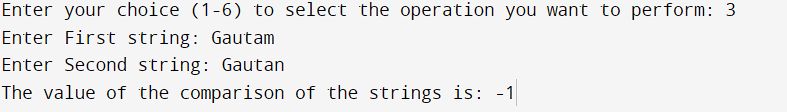 Enter your choice (1-6) to select the operation you want to perform: 3
Enter First string: Gautam
Enter Second string: Gautan
The value of the comparison of the strings is: -1